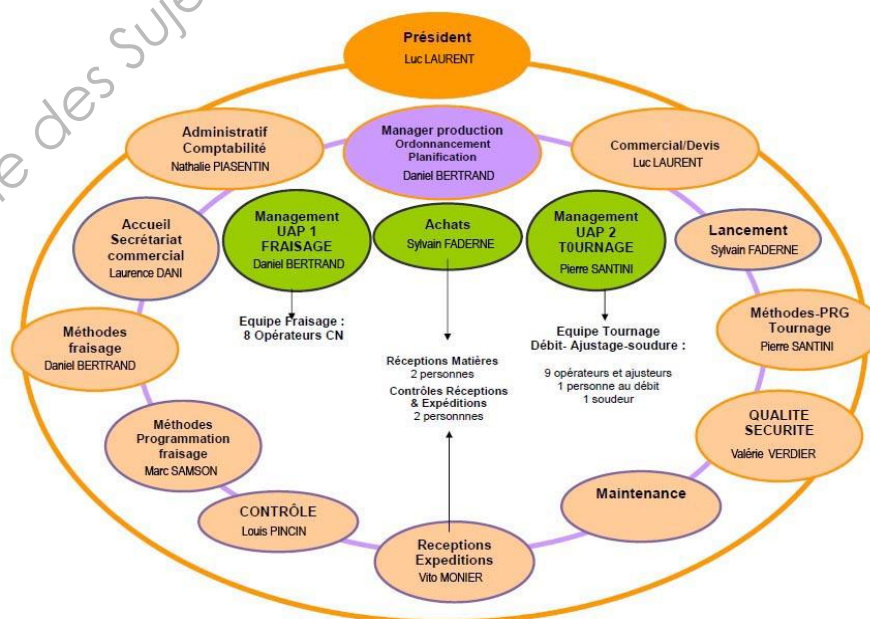 le des Suje
Président
Luc LAURENT
Administratif
Comptabilité
Nathalie PIASENTIN
Manager production
Ordonnancement
Planification
Daniel BERTRAND
Commercial/Devis
Luc LAURENT
Accueil
Secrétariat
commercial
Laurence DANI
Management
UAP 1
FRAISAGE
Daniel BERTRAND
Achats
Sylvain FADERNE
Management
UAP 2
T0URNAGE
Pierre SANTINI
Lancement
Sylvain FADERNE
Méthodes
fraisage
Daniel BERTRAND
Equipe Fraisage :
8 Opérateurs CN
Réceptions Matières
2 personnes
Contrôles Réceptions
& Expéditions
2 personnnes
Equipe Tournage
Débit- Ajustage-soudure :
9 opérateurs et ajusteurs
1 personne au débit
1 soudeur
Méthodes-PRG
Tournage
Pierre SANTINI
Méthodes
Programmation
fraisage
Marc SAMSON
QUALITE
SECURITE
Valérie VERDIER
CONTRÔLE
Louis PINCIN
Receptions
Expeditions
Vito MONIER
Maintenance